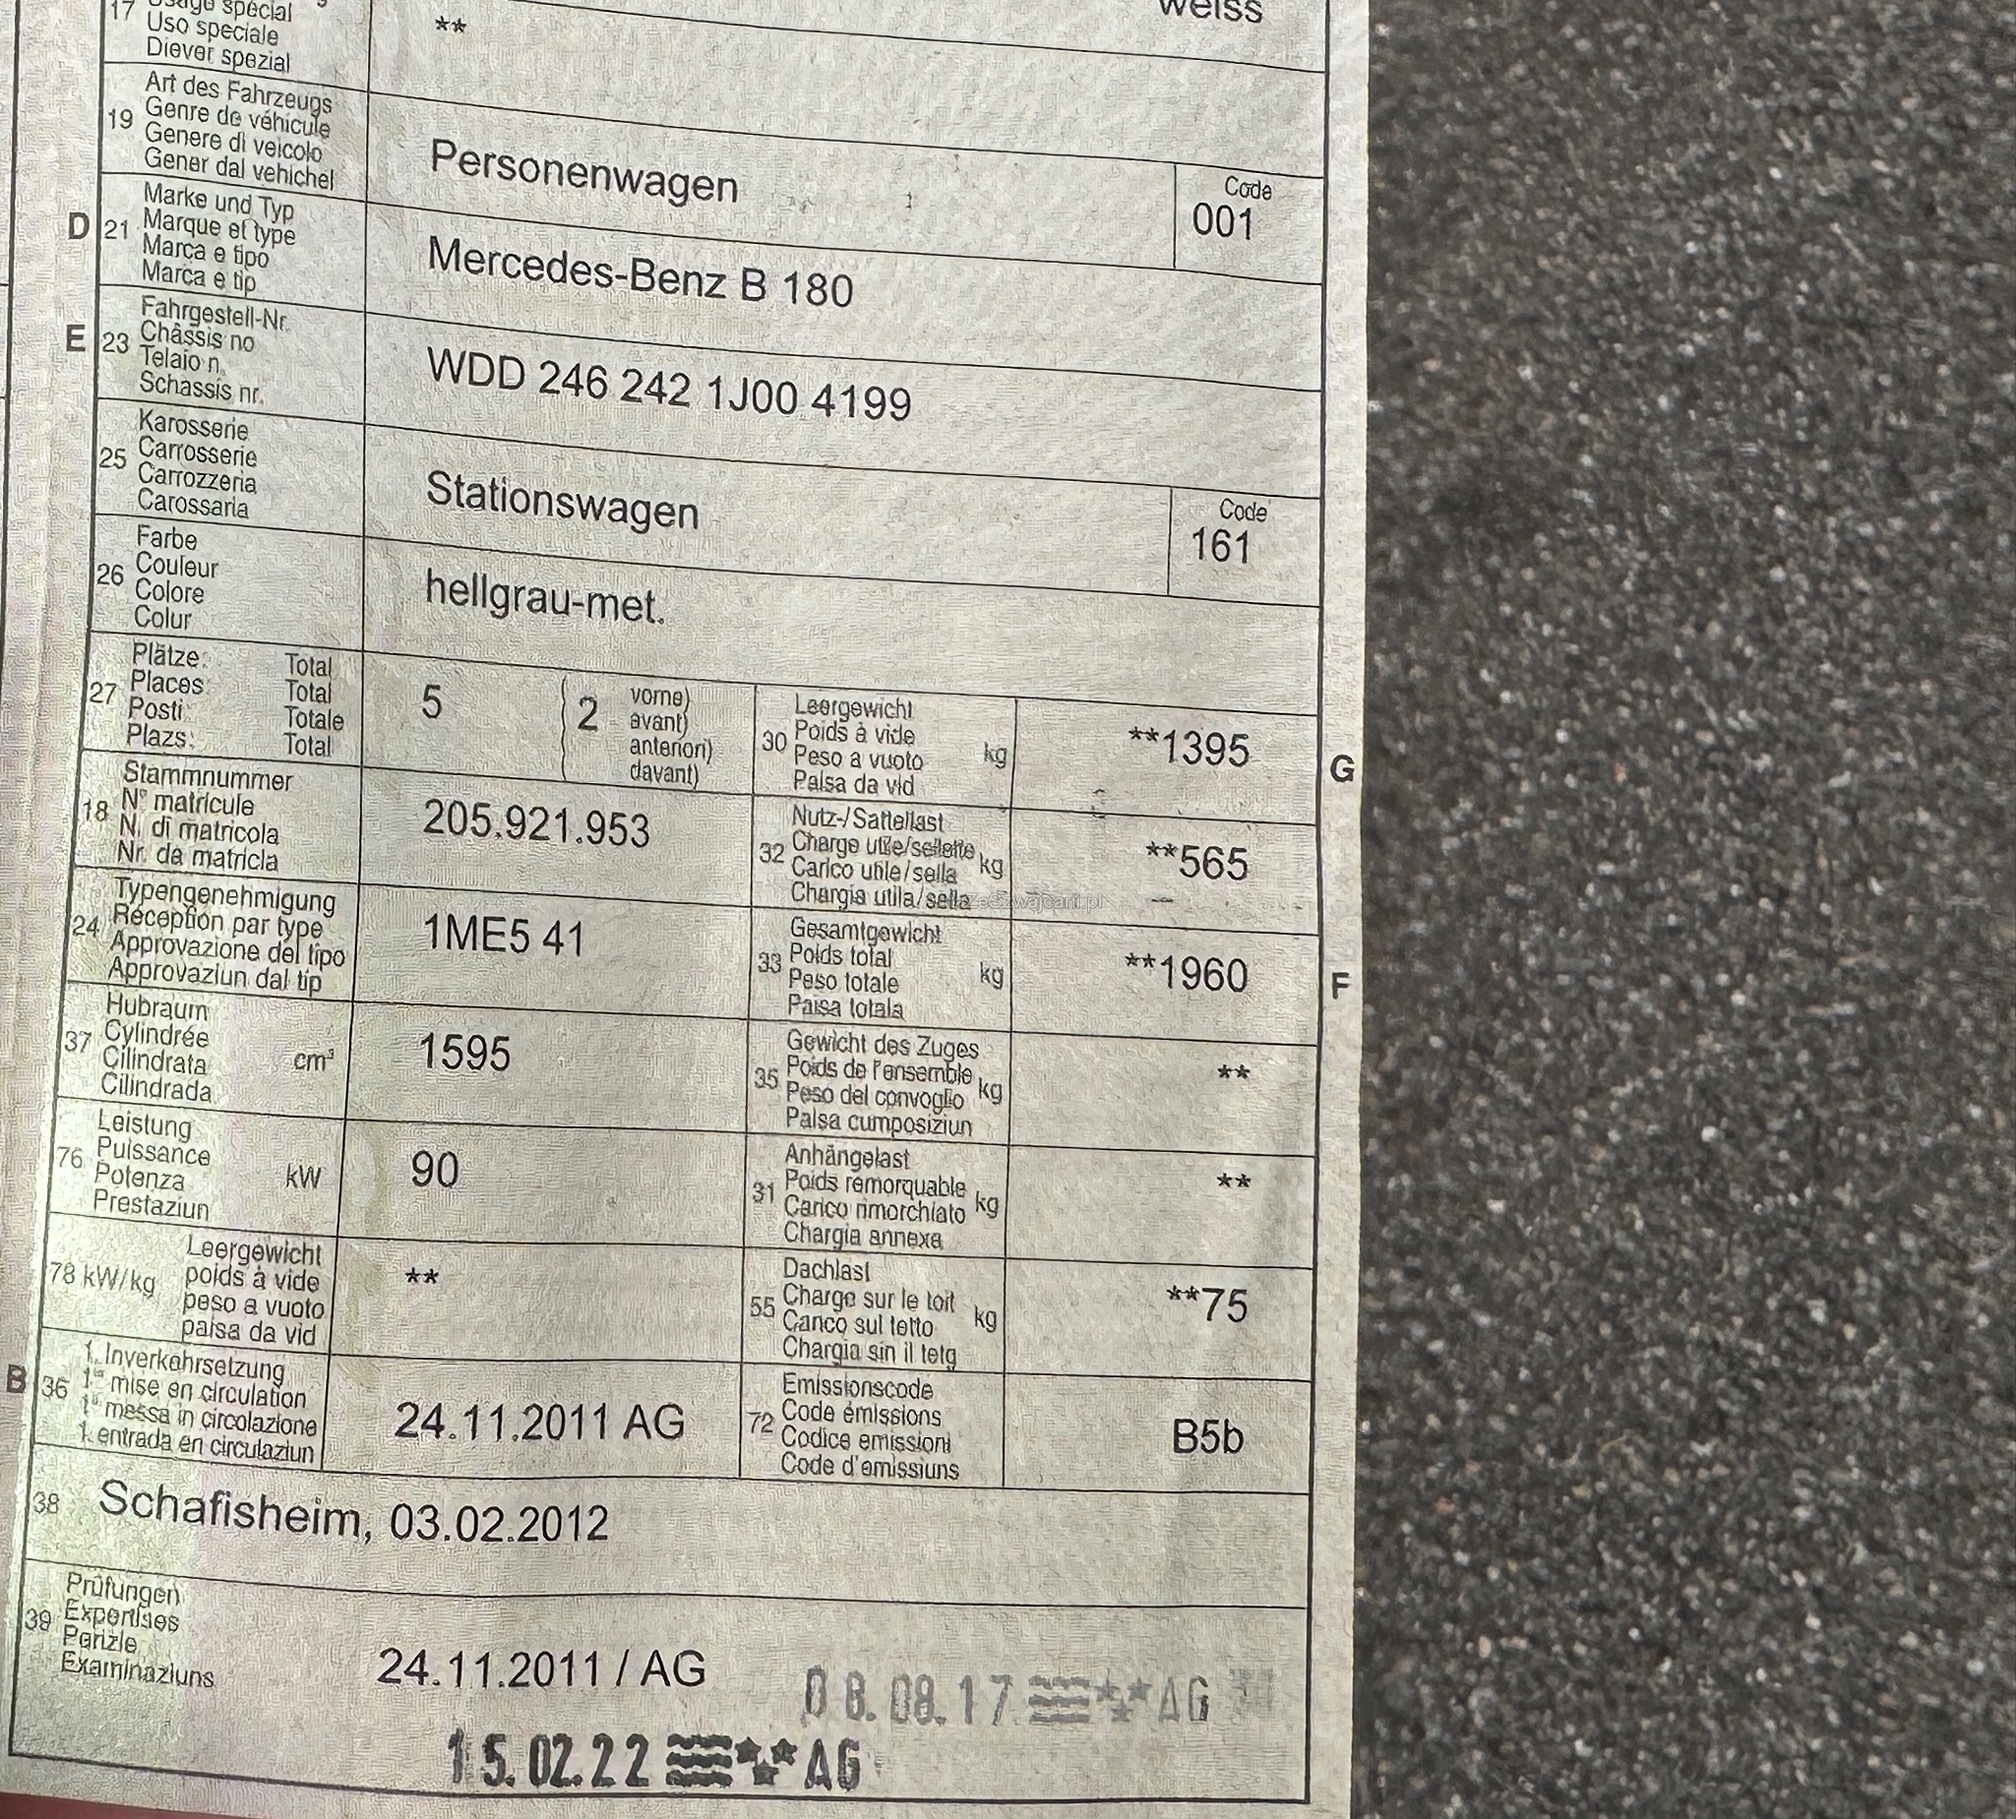 weiss
17 Usage spécial
Uso speciale
Diever spezial
**
19 Art des Fahrzeugs
Genre de véhicule
Genere di veicolo
Gener dal vehichel
Personenwagen
Code
001
D 21 Marke und Typ
Marque et type
Marca e tipo
Marca e tip
Mercedes-Benz B 180
E 23 Fahrgestell-Nr.
Châssis no
Telaio n.
Schassis nr.
WDD 246 242 1J00 4199
25 Karosserie
Carrosserie
Carrozzeria
Carossaria
Stationswagen
Code
161
26 Farbe
Couleur
Colore
Colur
hellgrau-met.
27 Plätze: Total
Places: Total
Posti: Totale
Plazs: Total
5
( 2 vorne)
( avant)
( anteriori)
( davant)
30 Leergewicht
Poids à vide
Peso a vuoto
Paisa da vid
kg
**1395
G
18 Stammnummer
N° matricule
N. di matricola
Nr. da matricla
205.921.953
32 Nutz-/Sattellast
Charge utile/sellette
Carico utile/sella
Chargia utila/sella
kg
**565
24 Typengenehmigung
Réception par type
Approvazione del tipo
Approvaziun dal tip
1ME5 41
33 Gesamtgewicht
Poids total
Peso totale
Paisa totala
kg
**1960
F
37 Hubraum
Cylindrée
Cilindrata
Cilindrada
cm³
1595
35 Gewicht des Zuges
Poids de l'ensemble
Peso del convoglio
Paisa cumposiziun
kg
**
76 Leistung
Puissance
Potenza
Prestaziun
kW
90
31 Anhängelast
Poids remorquable
Carico rimorchiato
Chargia annexa
kg
**
78 kW/kg Leergewicht
poids à vide
peso a vuoto
paisa da vid
**
55 Dachlast
Charge sur le toit
Carico sul tetto
Chargia sin il tetg
kg
**75
B 36 1. Inverkehrsetzung
1re mise en circulation
1a messa in circolazione
1. entrada en circulaziun
24.11.2011 AG
72 Emissionscode
Code émissions
Codice emissioni
Code d'emissiuns
B5b
38 Schafisheim, 03.02.2012
39 Prüfungen
Expertises
Perizie
Examinaziuns
24.11.2011 / AG
08.08.17 AG
15.02.22 AG